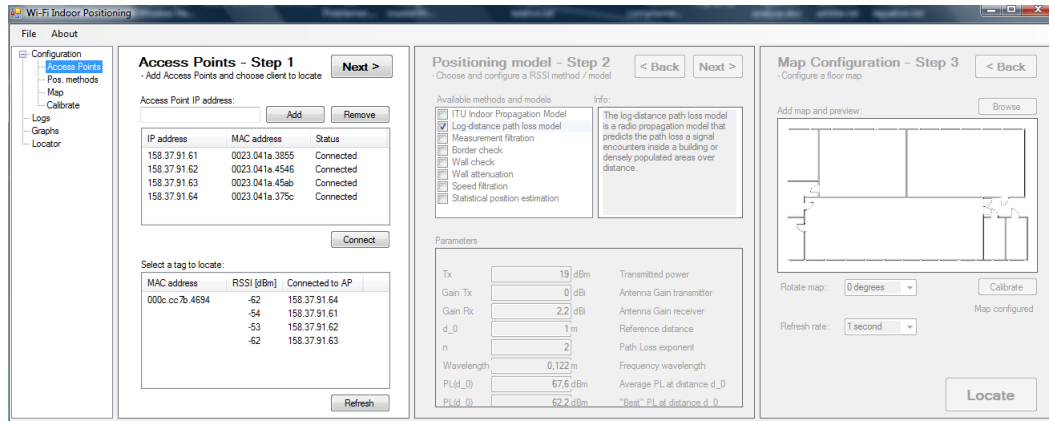 Wi-Fi Indoor Positioning
File About
Configuration
Access Points
Pos. methods
Map
Calibrate
Logs
Graphs
Locator
Access Points - Step 1
- Add Access Points and choose client to locate
Next >
Access Point IP address:
Add Remove
IP address MAC address Status
158.37.91.61 0023.041a.3855 Connected
158.37.91.62 0023.041a.4546 Connected
158.37.91.63 0023.041a.45ab Connected
158.37.91.64 0023.041a.375c Connected
Connect
Select a tag to locate:
MAC address RSSI [dBm] Connected to AP
000c.cc7b.4694 -62 158.37.91.64
-54 158.37.91.61
-53 158.37.91.62
-62 158.37.91.63
Refresh
Positioning model - Step 2
- Choose and configure a RSSI method / model
< Back Next >
Available methods and models
ITU Indoor Propagation Model
Log-distance path loss model
Measurement filtration
Border check
Wall check
Wall attenuation
Speed filtration
Statistical position estimation
Info:
The log-distance path loss model
is a radio propagation model that
predicts the path loss a signal
encounters inside a building or
densely populated areas over
distance.
Parameters
Tx 19 dBm Transmitted power
Gain Tx 0 dBi Antenna Gain transmitter
Gain Rx 2,2 dBi Antenna Gain receiver
d_0 1 m Reference distance
n 2 Path Loss exponent
Wavelength 0,122 m Frequency wavelength
PL(d_0) 67,6 dBm Average PL at distance d_0
PL(d_0) 62,2 dBm "Best" PL at distance d_0
Map Configuration - Step 3
- Configure a floor map
< Back
Add map and preview:
Browse
Rotate map: 0 degrees
Calibrate
Map configured
Refresh rate: 1 second
Locate